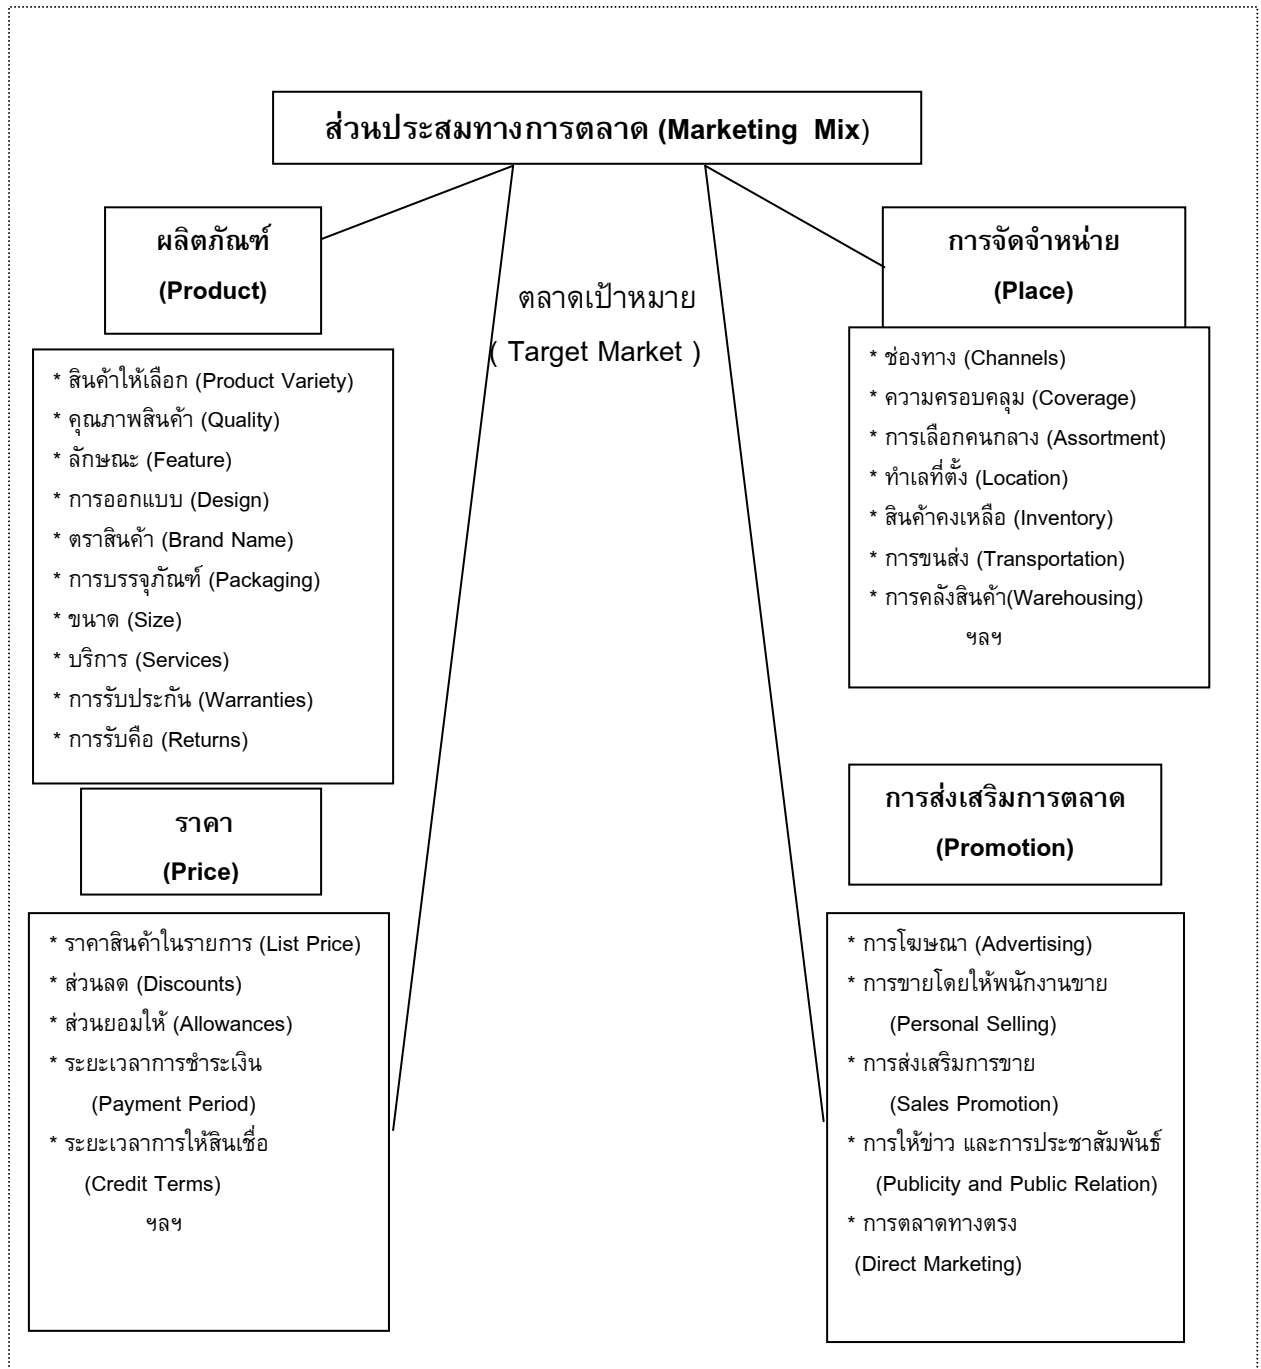 ส่วนประสมทางการตลาด (Marketing Mix)
ผลิตภัณฑ์
(Product)
* สินค้าให้เลือก (Product Variety)
* คุณภาพสินค้า (Quality)
* ลักษณะ (Feature)
* การออกแบบ (Design)
* ตราสินค้า (Brand Name)
* การบรรจุภัณฑ์ (Packaging)
* ขนาด (Size)
* บริการ (Services)
* การรับประกัน (Warranties)
* การรับคือ (Returns)
ราคา
(Price)
* ราคาสินค้าในรายการ (List Price)
* ส่วนลด (Discounts)
* ส่วนยอมให้ (Allowances)
* ระยะเวลาการชำระเงิน
(Payment Period)
* ระยะเวลาการให้สินเชื่อ
(Credit Terms)
ฯลฯ
ตลาดเป้าหมาย
( Target Market )
การจัดจำหน่าย
(Place)
* ช่องทาง (Channels)
* ความครอบคลุม (Coverage)
* การเลือกคนกลาง (Assortment)
* ทำเลที่ตั้ง (Location)
* สินค้าคงเหลือ (Inventory)
* การขนส่ง (Transportation)
* การคลังสินค้า(Warehousing)
ฯลฯ
การส่งเสริมการตลาด
(Promotion)
* การโฆษณา (Advertising)
* การขายโดยให้พนักงานขาย
(Personal Selling)
* การส่งเสริมการขาย
(Sales Promotion)
* การให้ข่าว และการประชาสัมพันธ์
(Publicity and Public Relation)
* การตลาดทางตรง
(Direct Marketing)